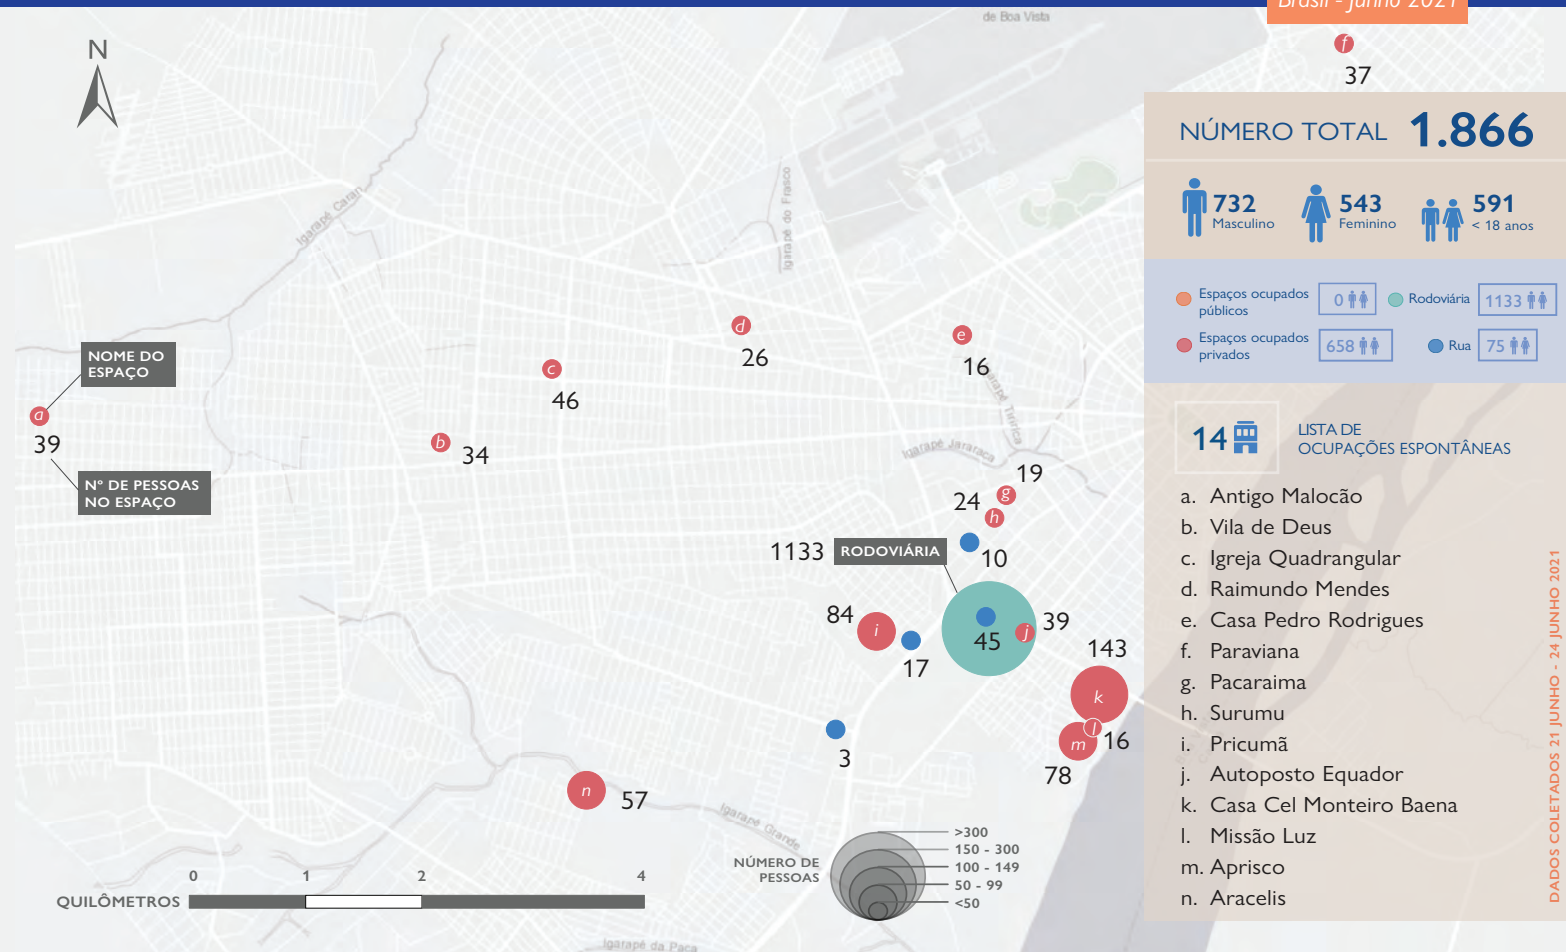 Brasil - Junho 2021
de Boa Vista
N
f
37
NÚMERO TOTAL 1.866
732
Masculino
543
Feminino
591
< 18 anos
Igarapé Caran
Igarapé do Frasco
Espaços ocupados
públicos
0
Rodoviária
1133
Espaços ocupados
privados
658
Rua
75
NOME DO
ESPAÇO
a
39
Nº DE PESSOAS
NO ESPAÇO
b
34
c
46
d
26
e
16
Igarapé Jararaca
19
g
24
h
10
1133
RODOVIÁRIA
84
i
17
45
j
39
143
k
l
16
m
78
3
n
57
Igarapé Grande
Igarapé da Paca
14
LISTA DE
OCUPAÇÕES ESPONTÂNEAS
a. Antigo Malocão
b. Vila de Deus
c. Igreja Quadrangular
d. Raimundo Mendes
e. Casa Pedro Rodrigues
f. Paraviana
g. Pacaraima
h. Surumu
i. Pricumã
j. Autoposto Equador
k. Casa Cel Monteiro Baena
l. Missão Luz
m. Aprisco
n. Aracelis
DADOS COLETADOS 21 JUNHO - 24 JUNHO 2021
NÚMERO DE
PESSOAS
>300
150 - 300
100 - 149
50 - 99
<50
0 1 2 4
QUILÔMETROS